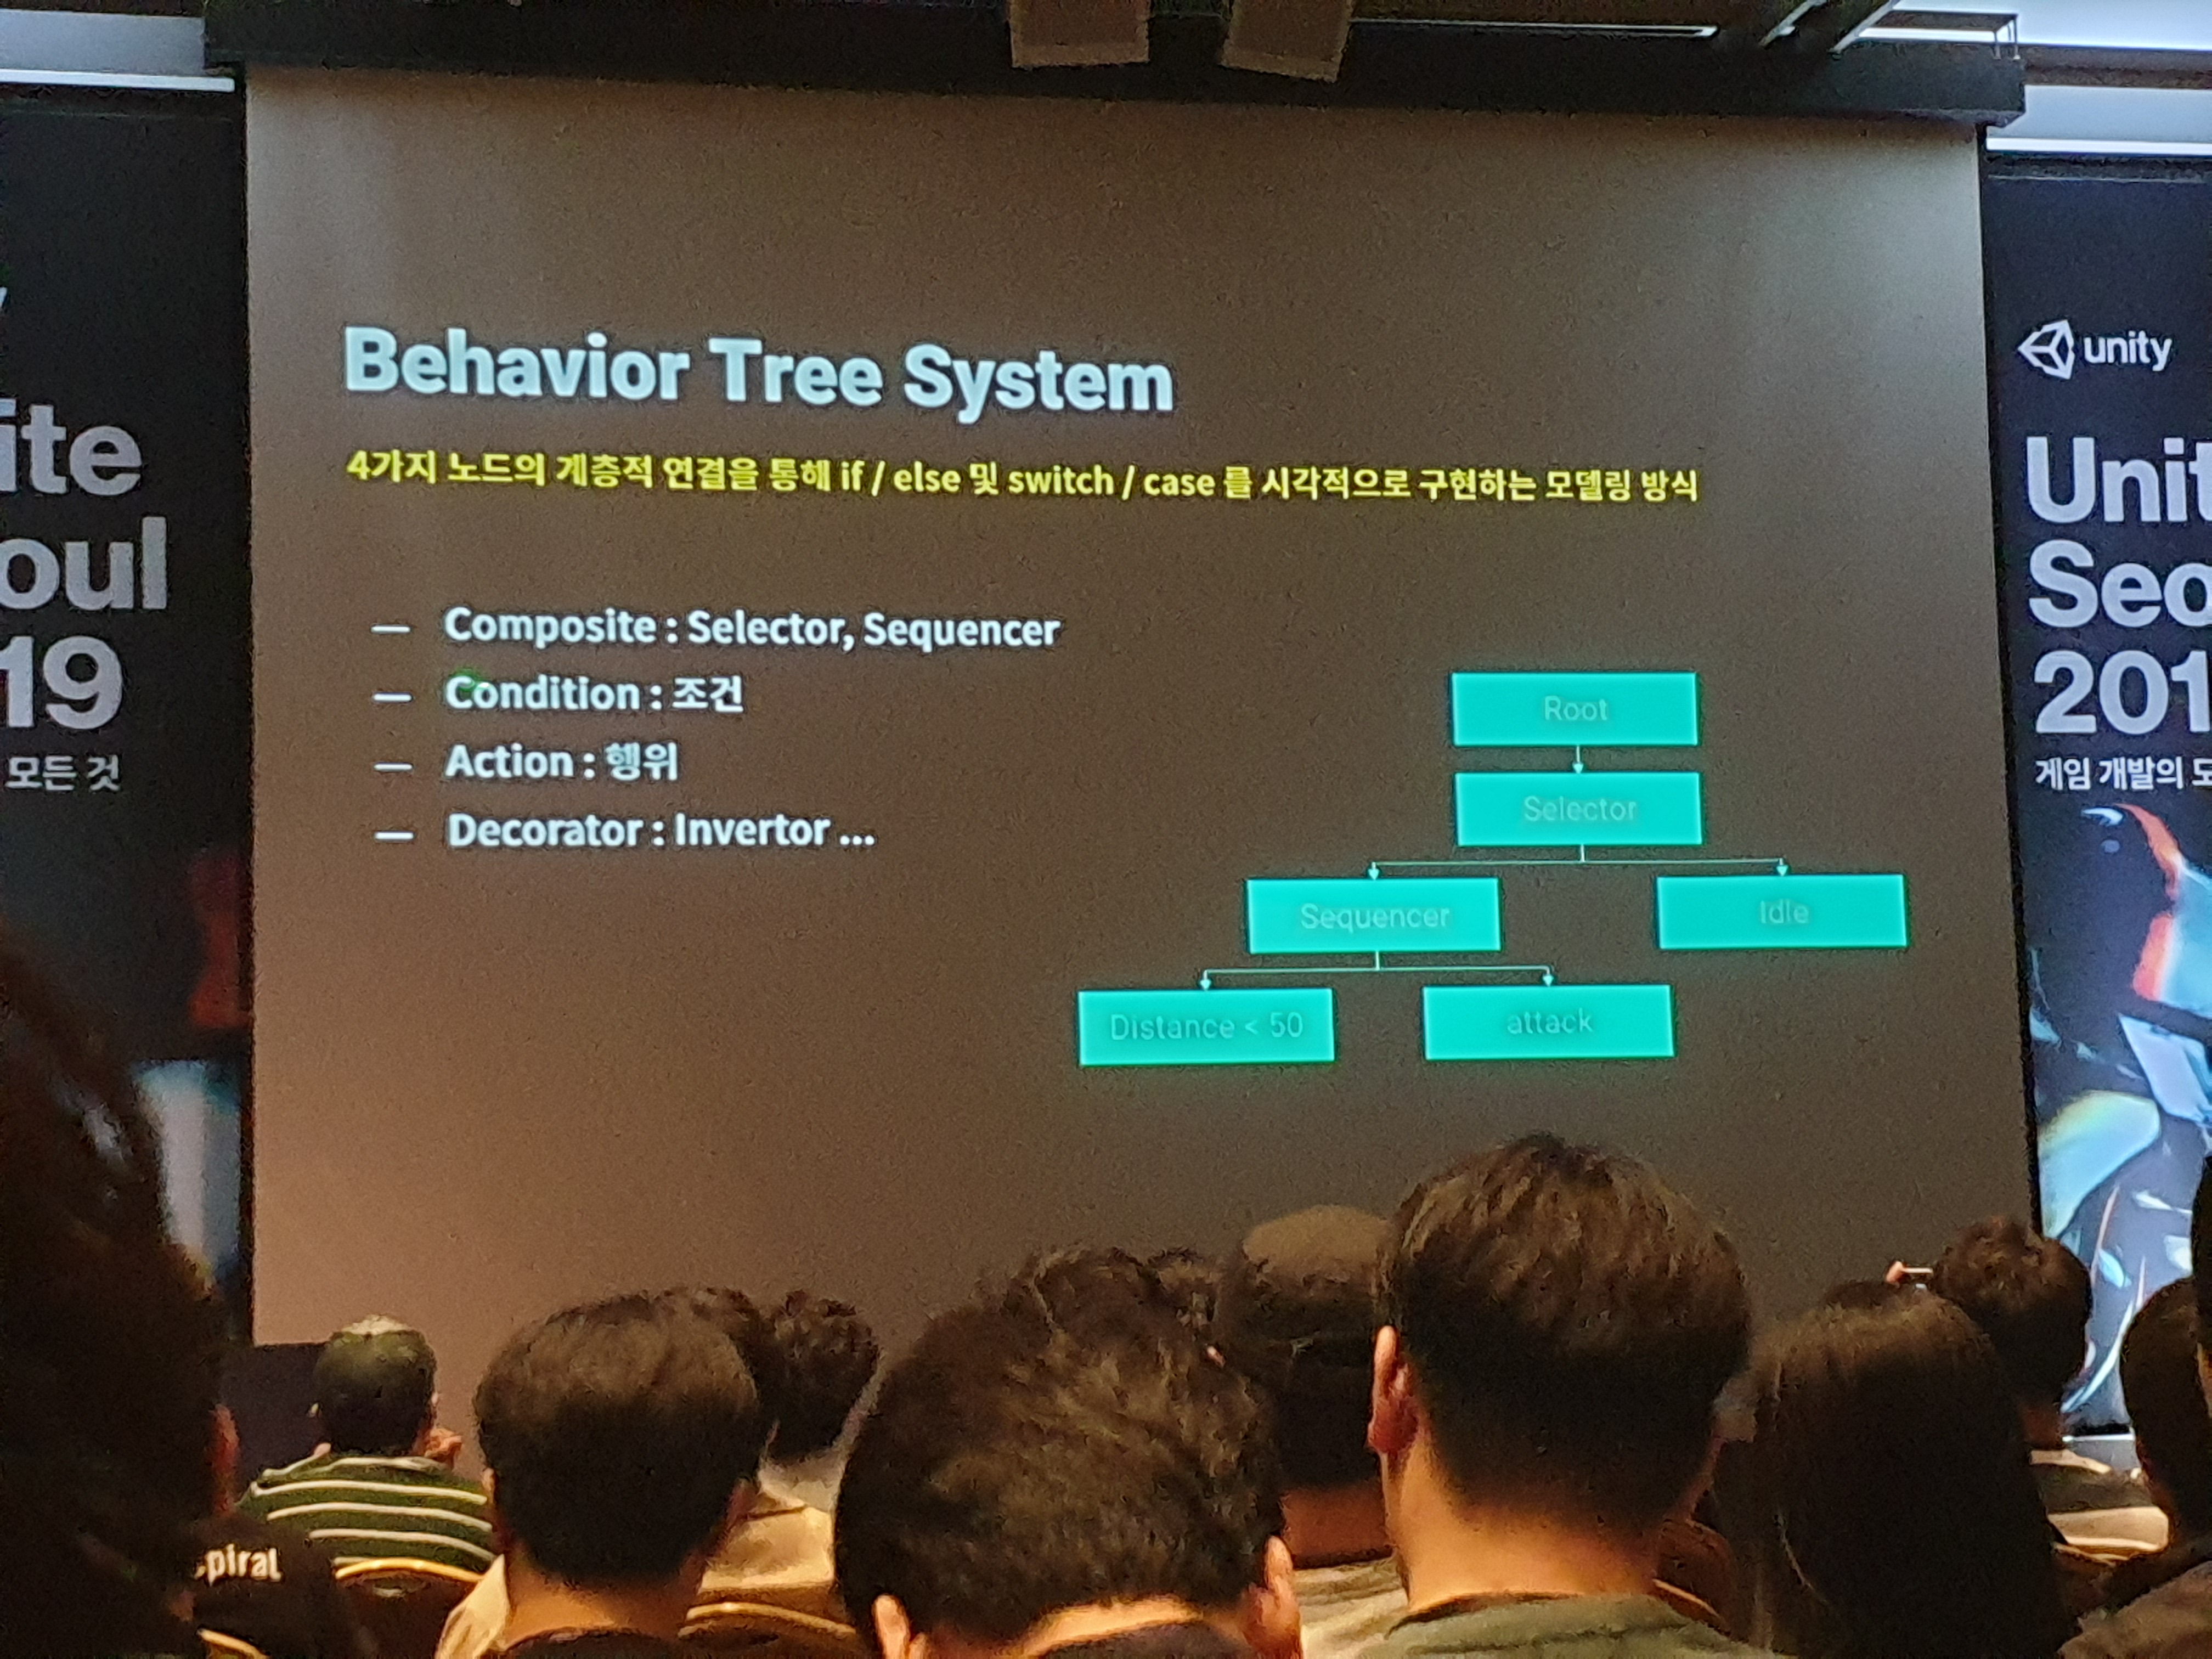 Behavior Tree System
4가지 노드의 계층적 연결을 통해 if / else 및 switch / case 를 시각적으로 구현하는 모델링 방식
— Composite : Selector, Sequencer
— Condition : 조건
— Action : 행위
— Decorator : Invertor ...
Root
Selector
Sequencer
Idle
Distance < 50
attack
ite
oul
19
모든 것
unity
Unit
Seo
201
게임 개발의 모
piral